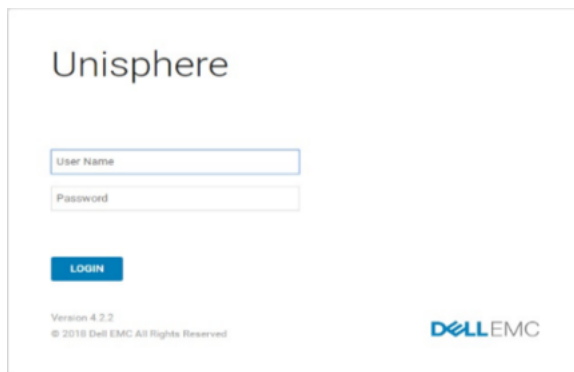 Unisphere
User Name
Password
LOGIN
Version 4.2.2
© 2018 Dell EMC All Rights Reserved
DELLEMC